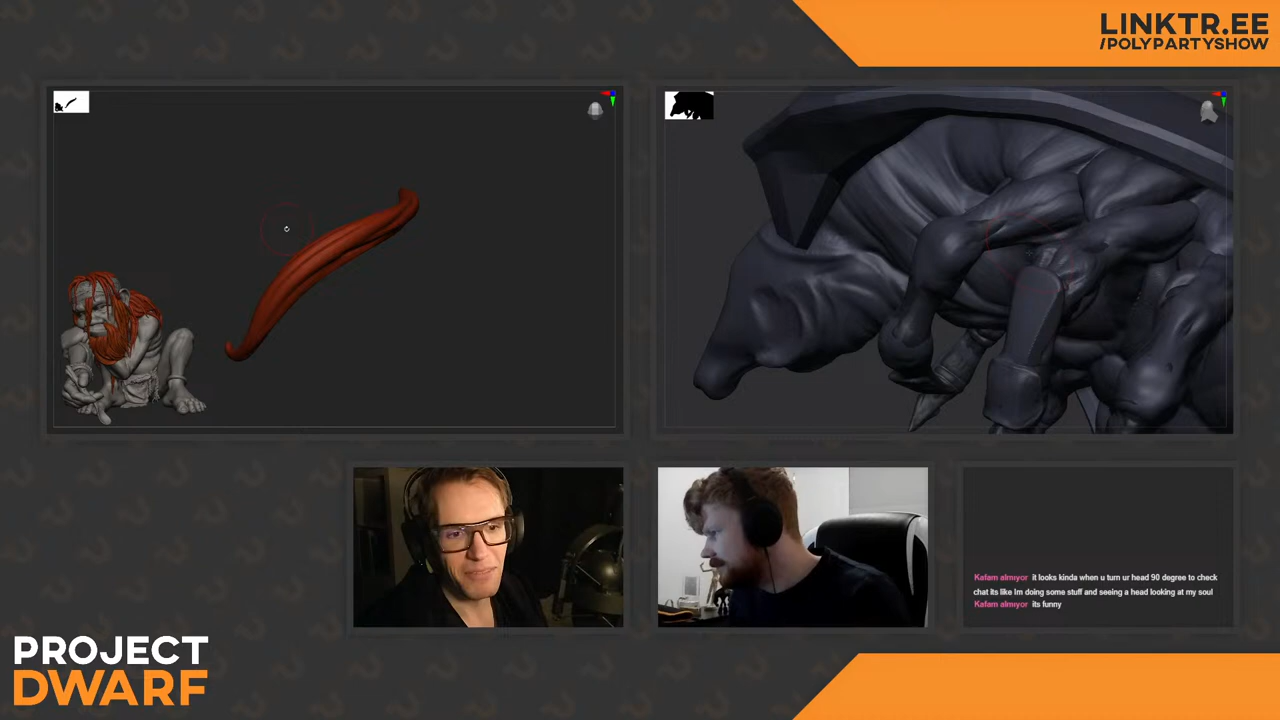 LINKTR.EE
/POLYPARTYSHOW
Kafam almıyor it looks kinda when u turn ur head 90 degree to check
chat its like Im doing some stuff and seeing a head looking at my soul
Kafam almıyor its funny
PROJECT
DWARF